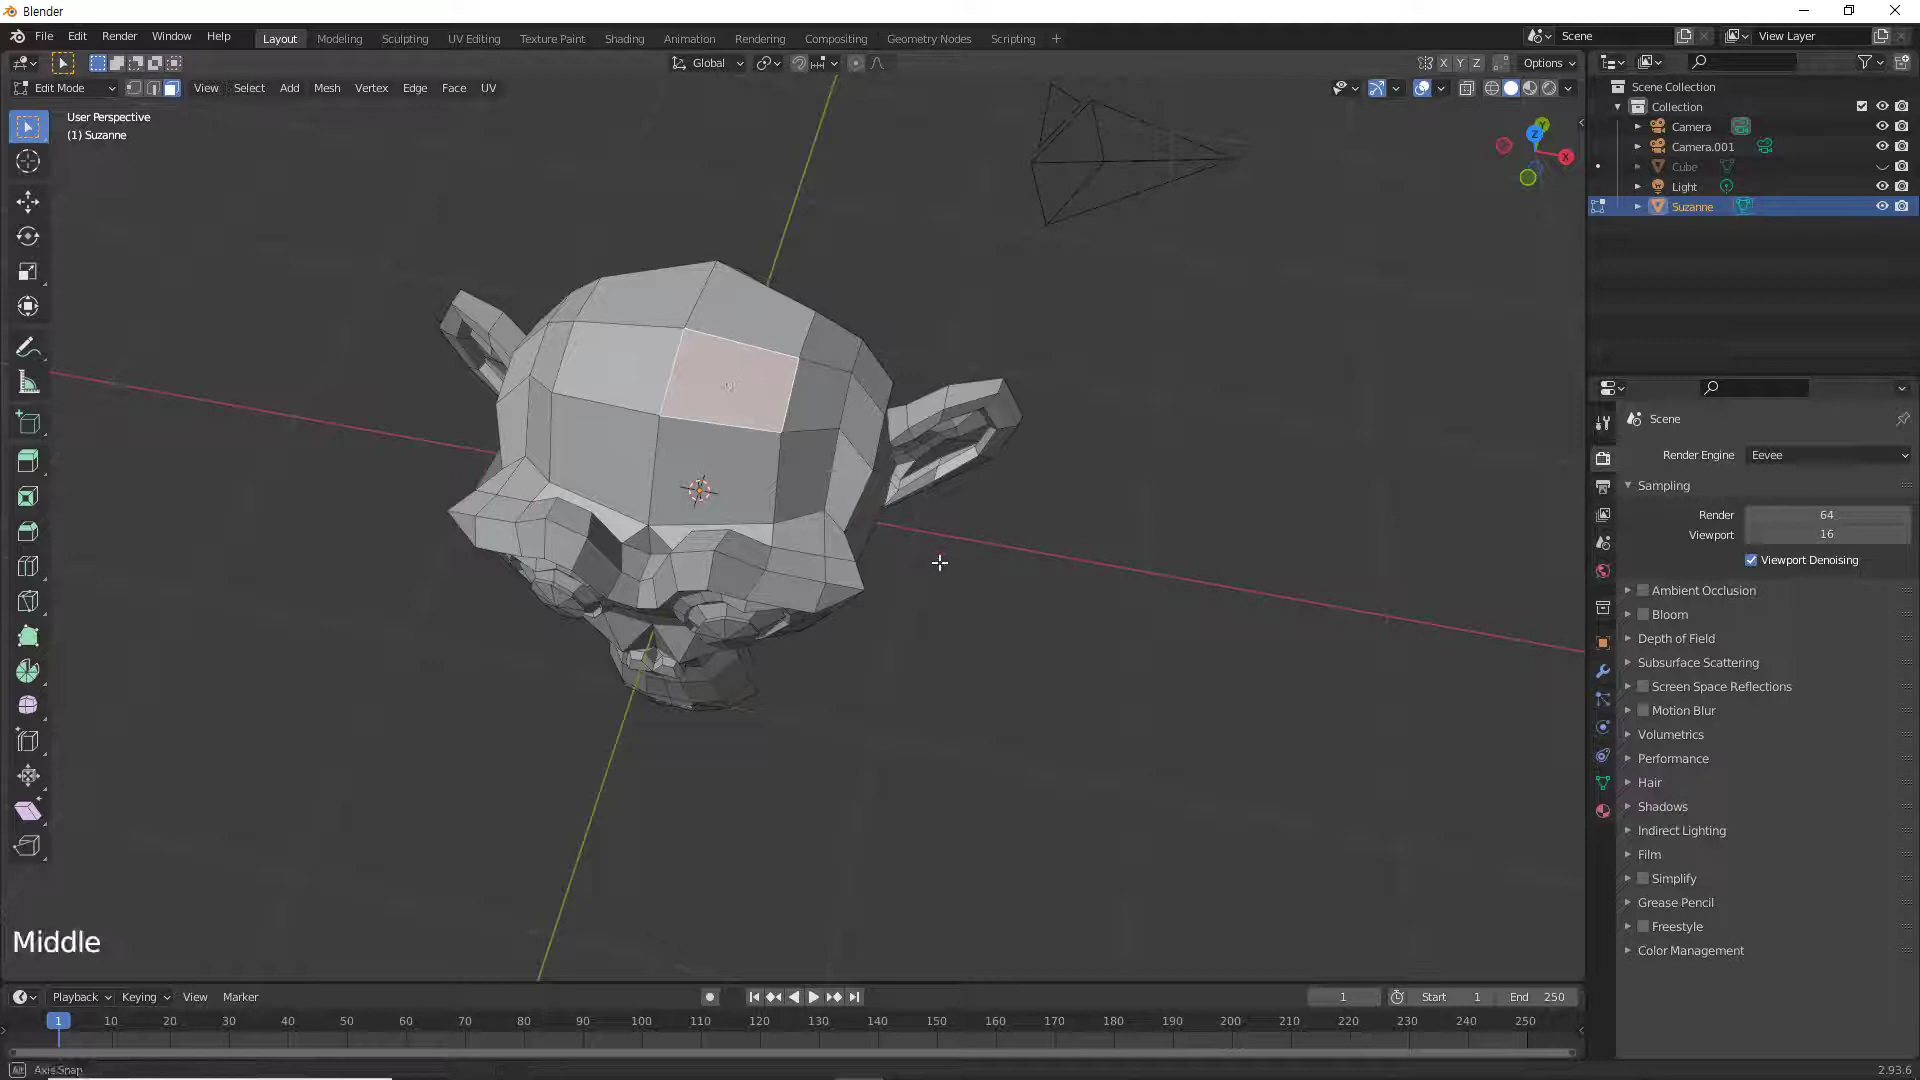 Blender
File Edit Render Window Help
Layout Modeling Sculpting UV Editing Texture Paint Shading Animation Rendering Compositing Geometry Nodes Scripting
Scene
View Layer
Global
X Y Z
Options
Edit Mode
View Select Add Mesh Vertex Edge Face UV
User Perspective
(1) Suzanne
Y
Z
X
Scene Collection
Collection
Camera
Camera.001
Cube
Light
Suzanne
Scene
Render Engine Eevee
Sampling
Render 64
Viewport 16
Viewport Denoising
Ambient Occlusion
Bloom
Depth of Field
Subsurface Scattering
Screen Space Reflections
Motion Blur
Volumetrics
Performance
Hair
Shadows
Indirect Lighting
Film
Simplify
Grease Pencil
Freestyle
Color Management
Middle
Playback Keying View Marker
1
Start 1
End 250
1 10 20 30 40 50 60 70 80 90 100 110 120 130 140 150 160 170 180 190 200 210 220 230 240 250
Alt Axis Snap
2.93.6